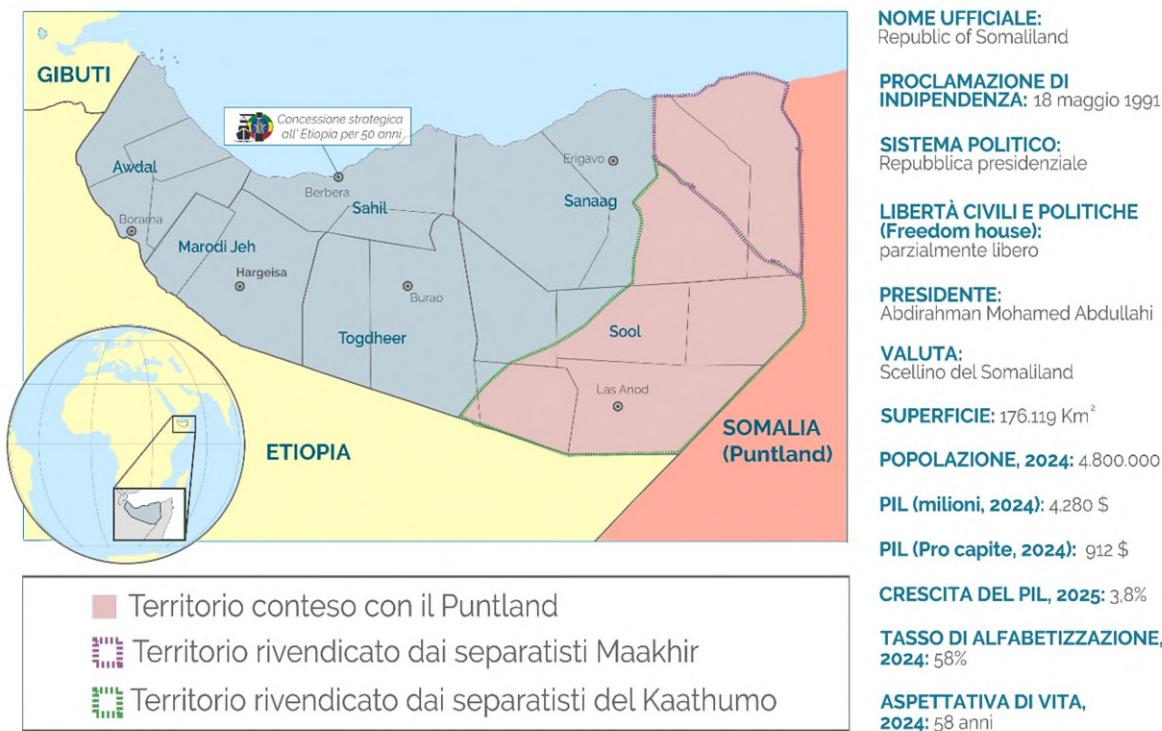 GIBUTI
Concessione strategica
all' Etiopia per 50 anni
Awdal
Borama
Berbera
Sahil
Erigavo
Sanaag
Marodi Jeh
Hargeisa
Burao
Togdheer
Sool
Las Anod
ETIOPIA
SOMALIA
(Puntland)
Territorio conteso con il Puntland
Territorio rivendicato dai separatisti Maakhir
Territorio rivendicato dai separatisti del Kaathumo
NOME UFFICIALE:
Republic of Somaliland
PROCLAMAZIONE DI
INDIPENDENZA: 18 maggio 1991
SISTEMA POLITICO:
Repubblica presidenziale
LIBERTÀ CIVILI E POLITICHE
(Freedom house):
parzialmente libero
PRESIDENTE:
Abdirahman Mohamed Abdullahi
VALUTA:
Scellino del Somaliland
SUPERFICIE: 176.119 Km²
POPOLAZIONE, 2024: 4.800.000
PIL (milioni, 2024): 4.280 $
PIL (Pro capite, 2024): 912 $
CRESCITA DEL PIL, 2025: 3,8%
TASSO DI ALFABETIZZAZIONE,
2024: 58%
ASPETTATIVA DI VITA,
2024: 58 anni